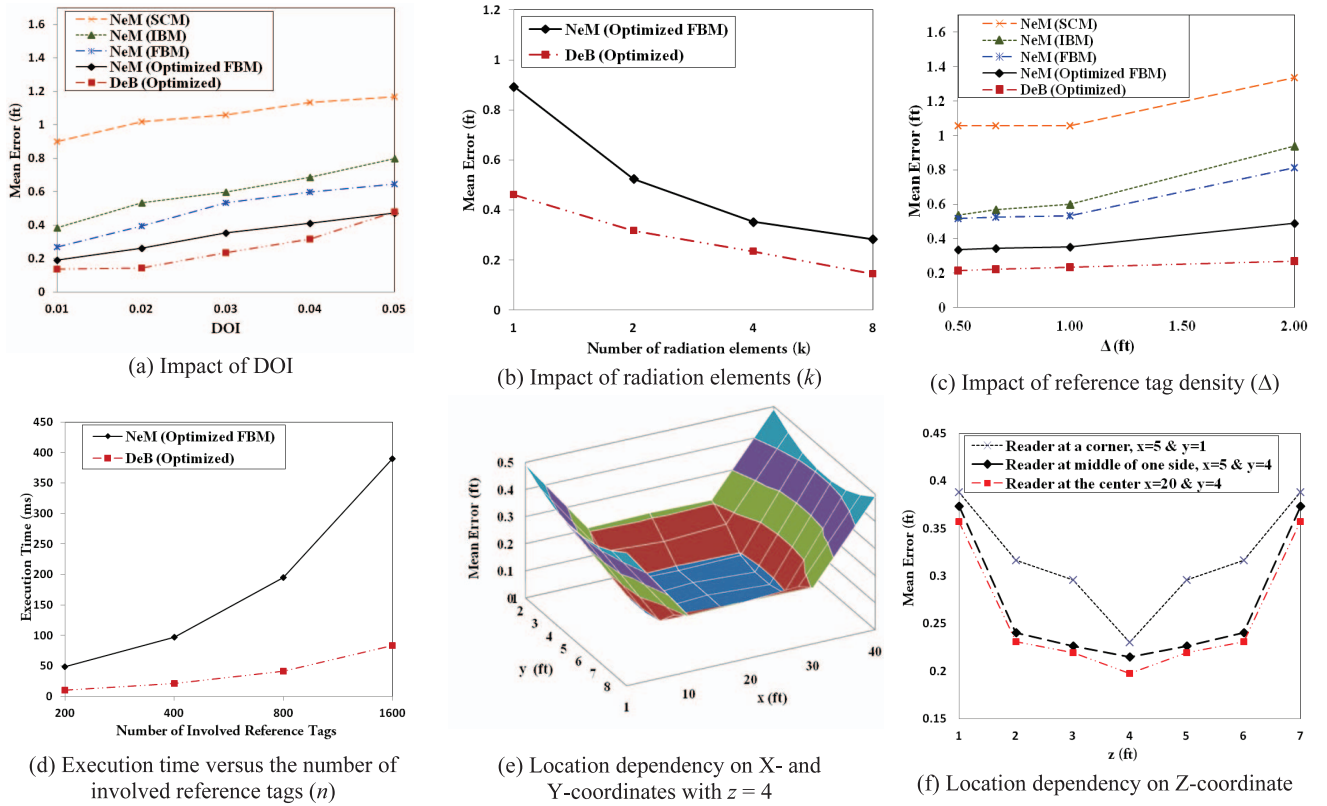 NeM (SCM)
NeM (IBM)
NeM (FBM)
NeM (Optimized FBM)
DeB (Optimized)
1.6
1.4
1.2
1
0.8
0.6
0.4
0.2
0
Mean Error (ft)
0.01 0.02 0.03 0.04 0.05
DOI
(a) Impact of DOI
NeM (Optimized FBM)
DeB (Optimized)
1.2
1
0.8
0.6
0.4
0.2
0
Mean Error (ft)
1 2 4 8
Number of radiation elements (k)
(b) Impact of radiation elements (k)
NeM (SCM)
NeM (IBM)
NeM (FBM)
NeM (Optimized FBM)
DeB (Optimized)
1.6
1.4
1.2
1
0.8
0.6
0.4
0.2
0
Mean Error (ft)
0.50 1.00 1.50 2.00
Δ (ft)
(c) Impact of reference tag density (Δ)
NeM (Optimized FBM)
DeB (Optimized)
450
400
350
300
250
200
150
100
50
0
Execution Time (ms)
200 400 800 1600
Number of Involved Reference Tags
(d) Execution time versus the number of
involved reference tags (n)
0.5
0.4
0.3
0.2
0.1
0
Mean Error (ft)
1
2
3
4
5
6
7
8
y (ft)
1
10
20
30
40
x (ft)
(e) Location dependency on X- and
Y-coordinates with z = 4
Reader at a corner, x=5 & y=1
Reader at middle of one side, x=5 & y=4
Reader at the center x=20 & y=4
0.45
0.4
0.35
0.3
0.25
0.2
0.15
Mean Error (ft)
1 2 3 4 5 6 7
z (ft)
(f) Location dependency on Z-coordinate